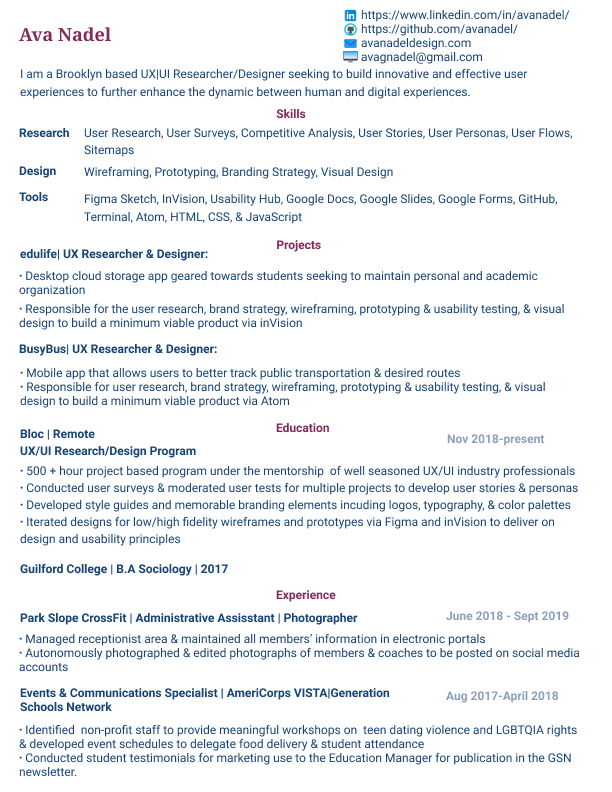 Ava Nadel
https://www.linkedin.com/in/avanadel/
https://github.com/avanadel/
avanadeldesign.com
avagnadel@gmail.com
I am a Brooklyn based UX|UI Researcher/Designer seeking to build innovative and effective user
experiences to further enhance the dynamic between human and digital experiences.
Skills
Research User Research, User Surveys, Competitive Analysis, User Stories, User Personas, User Flows,
Sitemaps
Design Wireframing, Prototyping, Branding Strategy, Visual Design
Tools Figma Sketch, InVision, Usability Hub, Google Docs, Google Slides, Google Forms, GitHub,
Terminal, Atom, HTML, CSS, & JavaScript
Projects
edulife| UX Researcher & Designer:
· Desktop cloud storage app geared towards students seeking to maintain personal and academic
organization
· Responsible for the user research, brand strategy, wireframing, prototyping & usability testing, & visual
design to build a minimum viable product via inVision
BusyBus| UX Researcher & Designer:
· Mobile app that allows users to better track public transportation & desired routes
· Responsible for user research, brand strategy, wireframing, prototyping & usability testing, & visual
design to build a minimum viable product via Atom
Education
Bloc | Remote Nov 2018-present
UX/UI Research/Design Program
· 500 + hour project based program under the mentorship of well seasoned UX/UI industry professionals
· Conducted user surveys & moderated user tests for multiple projects to develop user stories & personas
· Developed style guides and memorable branding elements incuding logos, typography, & color palettes
· Iterated designs for low/high fidelity wireframes and prototypes via Figma and inVision to deliver on
design and usability principles
Guilford College | B.A Sociology | 2017
Experience
Park Slope CrossFit | Administrative Assisstant | Photographer June 2018 - Sept 2019
· Managed receptionist area & maintained all members' information in electronic portals
· Autonomously photographed & edited photographs of members & coaches to be posted on social media
accounts
Events & Communications Specialist | AmeriCorps VISTA|Generation Aug 2017-April 2018
Schools Network
· Identified non-profit staff to provide meaningful workshops on teen dating violence and LGBTQIA rights
& developed event schedules to delegate food delivery & student attendance
· Conducted student testimonials for marketing use to the Education Manager for publication in the GSN
newsletter.